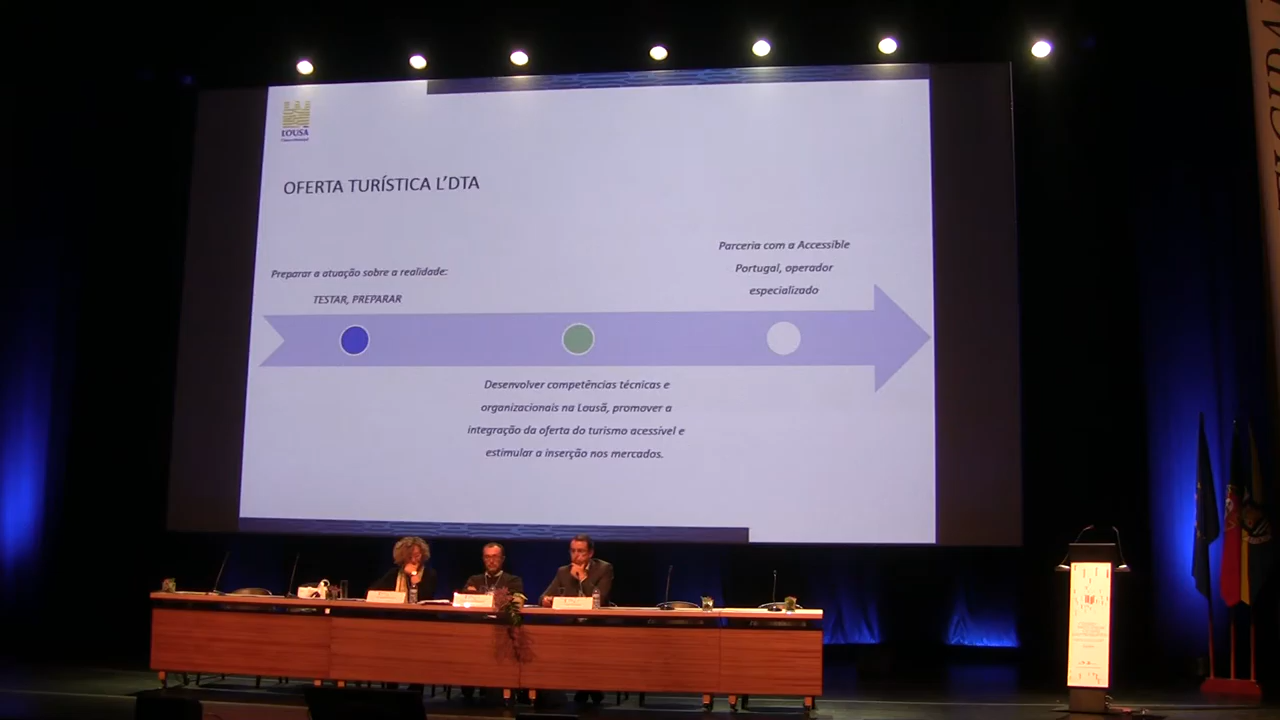 LOUSÃ
OFERTA TURÍSTICA L'DTA
Preparar a atuação sobre a realidade:
TESTAR, PREPARAR
Parceria com a Accessible
Portugal, operador
especializado
Desenvolver competências técnicas e
organizacionais na Lousã, promover a
integração da oferta do turismo acessível e
estimular a inserção nos mercados.